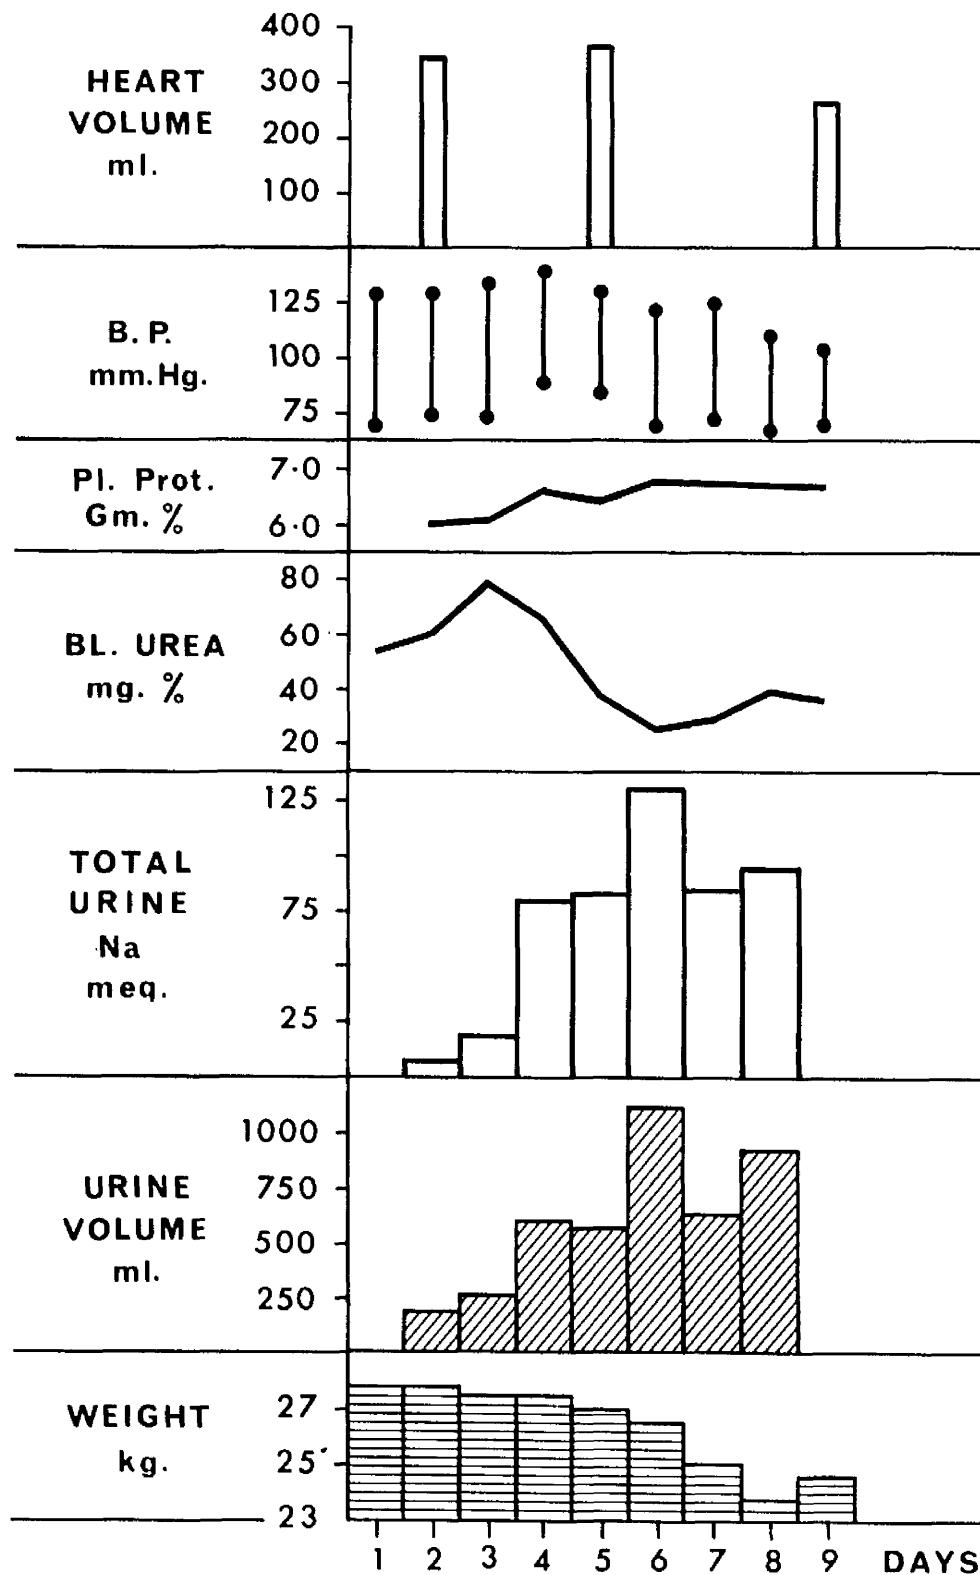 400
HEART 300
VOLUME 200
ml.
100
125
B. P.
100
mm.Hg.
75
Pl. Prot. 7·0
Gm. % 6·0
80
60
BL. UREA
mg. % 40
20
125
TOTAL
URINE 75
Na
meq.
25
1000
URINE 750
VOLUME 500
ml.
250
WEIGHT 27
kg. 25
23
1 2 3 4 5 6 7 8 9 DAYS